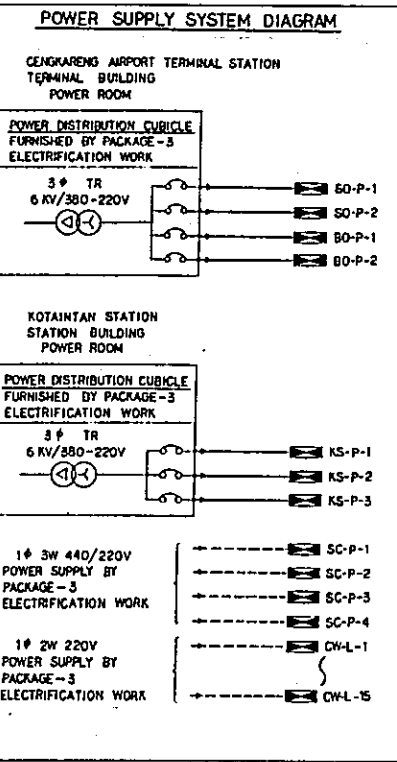 POWER SUPPLY SYSTEM DIAGRAM
CENGKARENG AIRPORT TERMINAL STATION
TERMINAL BUILDING
POWER ROOM
POWER DISTRIBUTION CUBICLE
FURNISHED BY PACKAGE-3
ELECTRIFICATION WORK
3φ TR
6 KV/380-220V
SO-P-1
SO-P-2
BO-P-1
BO-P-2
KOTAINTAN STATION
STATION BUILDING
POWER ROOM
POWER DISTRIBUTION CUBICLE
FURNISHED BY PACKAGE-3
ELECTRIFICATION WORK
3φ TR
6 KV/380-220V
KS-P-1
KS-P-2
KS-P-3
1φ 3W 440/220V
POWER SUPPLY BY
PACKAGE-3
ELECTRIFICATION WORK
SC-P-1
SC-P-2
SC-P-3
SC-P-4
1φ 2W 220V
POWER SUPPLY BY
PACKAGE-3
ELECTRIFICATION WORK
CW-L-1
CW-L-15